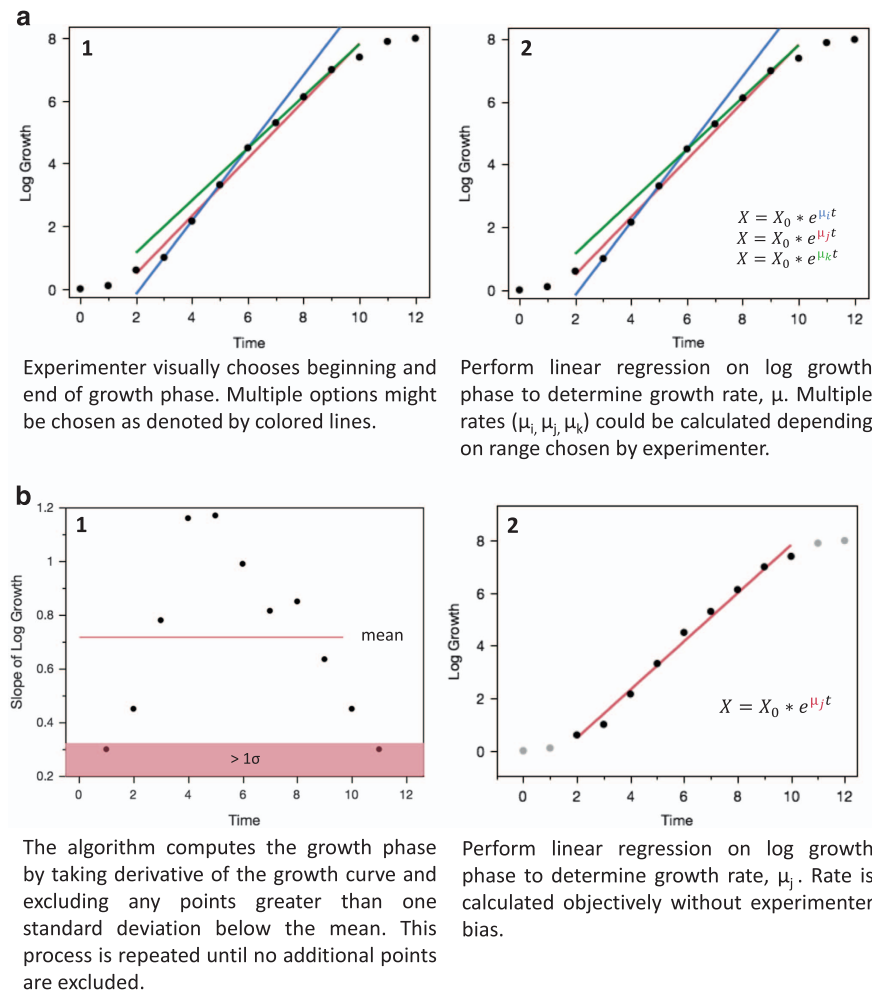 a
1
8
6
4
2
0
Log Growth
0 2 4 6 8 10 12
Time
2
8
6
4
2
0
Log Growth
X = X₀ * e^μᵢt
X = X₀ * e^μⱼt
X = X₀ * e^μₖt
0 2 4 6 8 10 12
Time
Experimenter visually chooses beginning and
end of growth phase. Multiple options might
be chosen as denoted by colored lines.
Perform linear regression on log growth
phase to determine growth rate, μ. Multiple
rates (μi, μj, μk) could be calculated depending
on range chosen by experimenter.
b
1
1.2
1
0.8
0.6
0.4
0.2
Slope of Log Growth
mean
> 1σ
0 2 4 6 8 10 12
Time
2
8
6
4
2
0
Log Growth
X = X₀ * e^μⱼt
0 2 4 6 8 10 12
Time
The algorithm computes the growth phase
by taking derivative of the growth curve and
excluding any points greater than one
standard deviation below the mean. This
process is repeated until no additional points
are excluded.
Perform linear regression on log growth
phase to determine growth rate, μj . Rate is
calculated objectively without experimenter
bias.